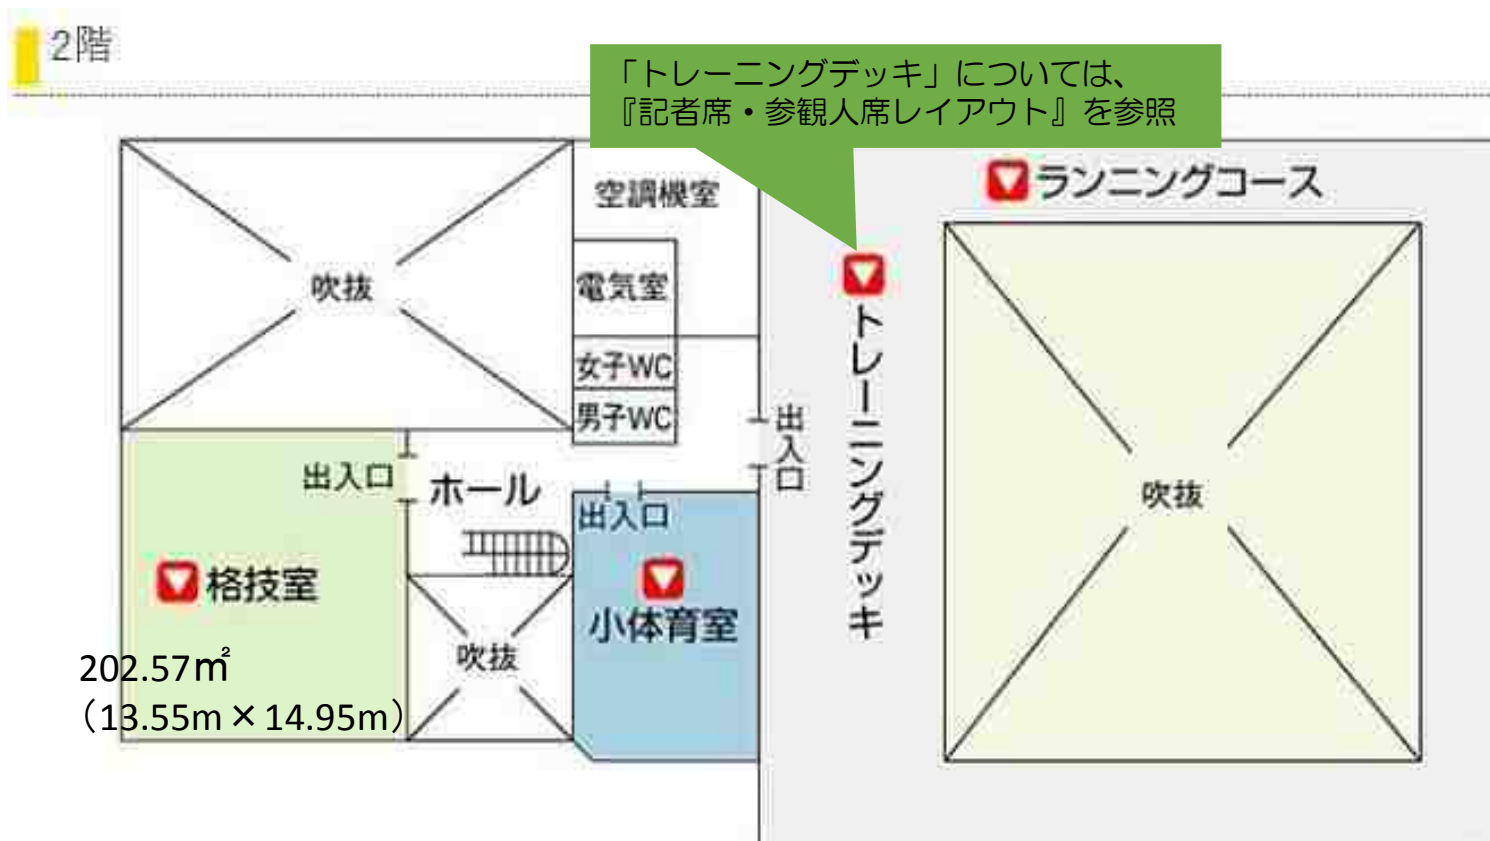 2階
「トレーニングデッキ」については、
『記者席・参観人席レイアウト』を参照
空調機室
ランニングコース
吹抜
電気室
トレーニングデッキ
女子WC
男子WC
出入口
出入口
ホール
出入口
吹抜
格技室
小体育室
吹抜
202.57㎡
（13.55m×14.95m）